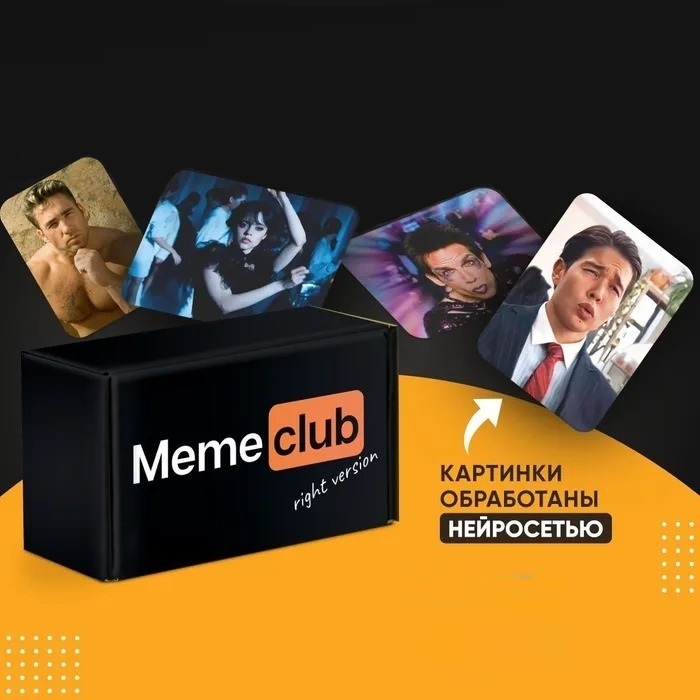 Meme club
right version
КАРТИНКИ
ОБРАБОТАНЫ
НЕЙРОСЕТЬЮ